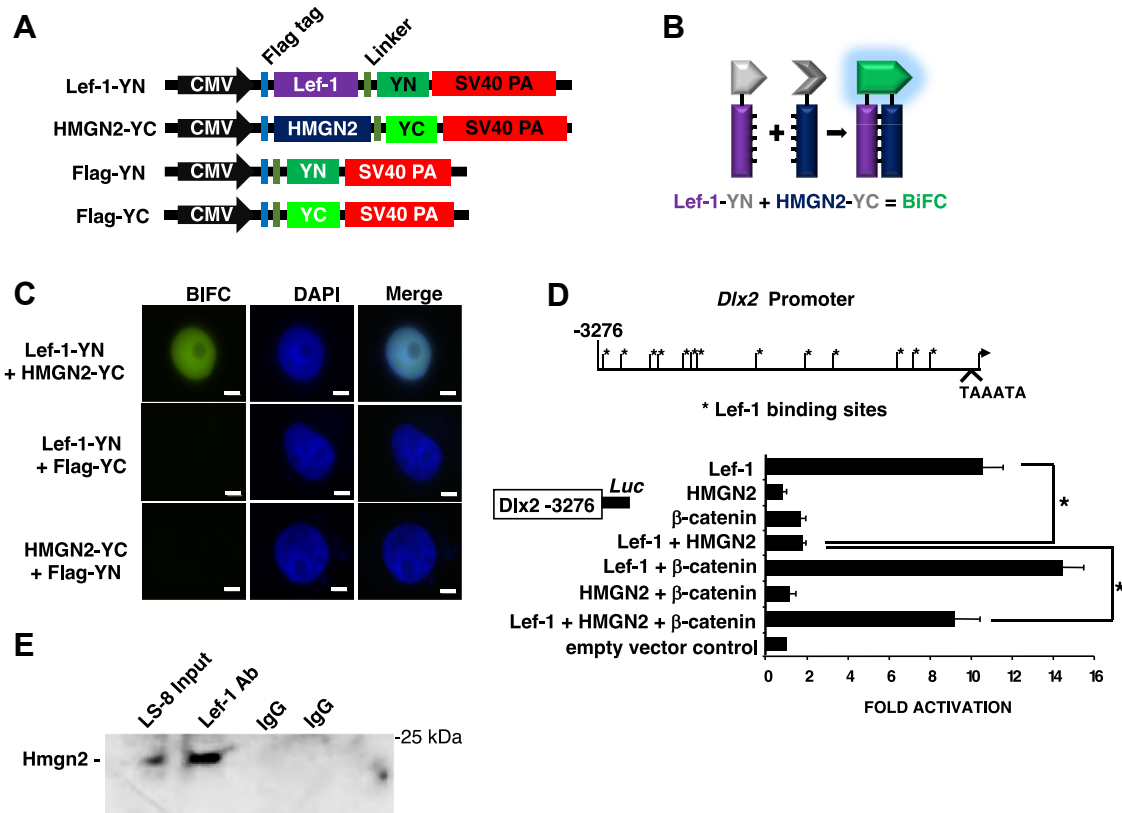 A
Flag tag
Linker
Lef-1-YN
CMV
Lef-1
YN
SV40 PA
HMGN2-YC
CMV
HMGN2
YC
SV40 PA
Flag-YN
CMV
YN
SV40 PA
Flag-YC
CMV
YC
SV40 PA
B
Lef-1-YN + HMGN2-YC = BiFC
C
BIFC
DAPI
Merge
Lef-1-YN
+ HMGN2-YC
Lef-1-YN
+ Flag-YC
HMGN2-YC
+ Flag-YN
D
Dlx2 Promoter
-3276
* * * * * * * * * * * * *
TAAATA
* Lef-1 binding sites
Dlx2 -3276
Luc
Lef-1
HMGN2
β-catenin
Lef-1 + HMGN2
Lef-1 + β-catenin
HMGN2 + β-catenin
Lef-1 + HMGN2 + β-catenin
empty vector control
*
*
0 2 4 6 8 10 12 14 16
FOLD ACTIVATION
E
LS-8 Input
Lef-1 Ab
IgG
IgG
-25 kDa
Hmgn2 -